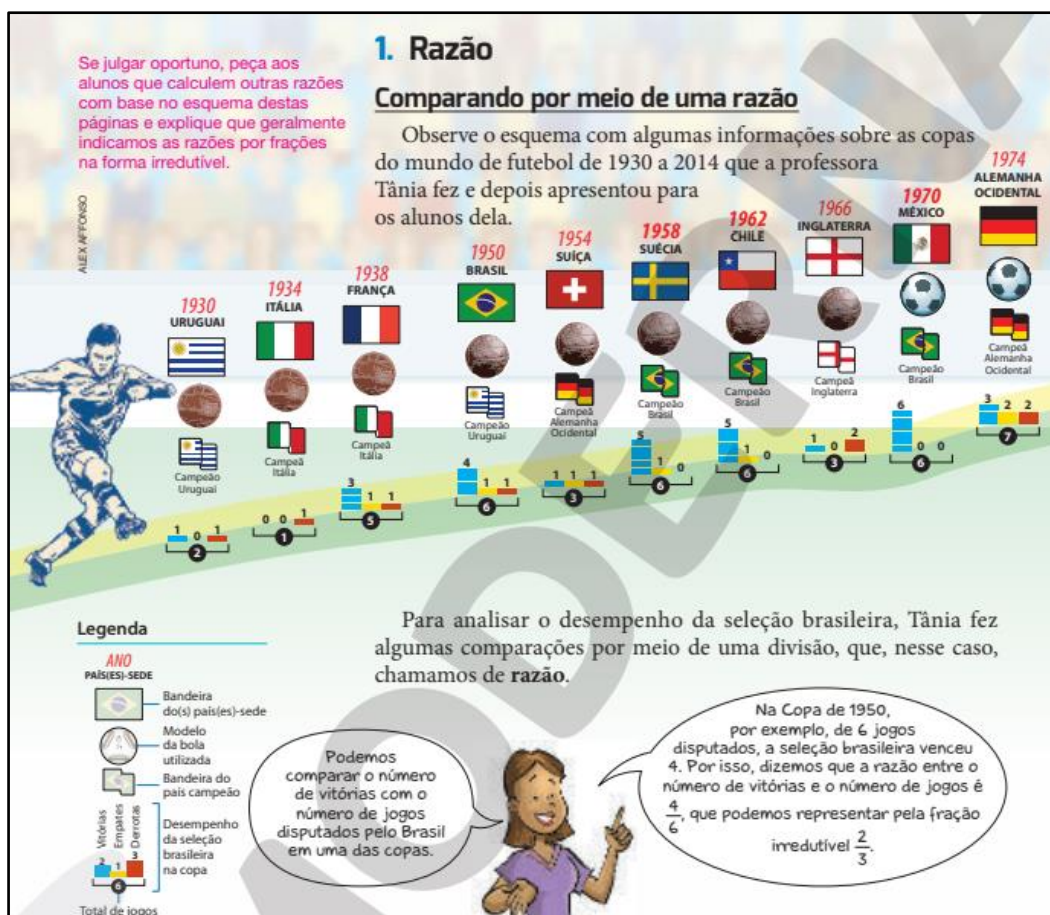 Se julgar oportuno, peça aos
alunos que calculem outras razões
com base no esquema destas
páginas e explique que geralmente
indicamos as razões por frações
na forma irredutível.
ALEX AFFONSO
1. Razão
Comparando por meio de uma razão
Observe o esquema com algumas informações sobre as copas
do mundo de futebol de 1930 a 2014 que a professora
Tânia fez e depois apresentou para
os alunos dela.
1930
URUGUAI
Campeão
Uruguai
1 0 1
2
1934
ITÁLIA
Campeã
Itália
0 0 1
1
1938
FRANÇA
Campeã
Itália
3 1 1
5
1950
BRASIL
Campeão
Uruguai
4 1 1
6
1954
SUÍÇA
Campeã
Alemanha
Ocidental
1 1 1
3
1958
SUÉCIA
Campeão
Brasil
5 1 0
6
1962
CHILE
Campeão
Brasil
5 1 0
6
1966
INGLATERRA
Campeã
Inglaterra
1 0 2
3
1970
MÉXICO
Campeão
Brasil
6 0 0
6
1974
ALEMANHA
OCIDENTAL
Campeã
Alemanha
Ocidental
3 2 2
7
Para analisar o desempenho da seleção brasileira, Tânia fez
algumas comparações por meio de uma divisão, que, nesse caso,
chamamos de razão.
Legenda
ANO
PAÍS(ES)-SEDE
Bandeira
do(s) país(es)-sede
Modelo
da bola
utilizada
Bandeira do
país campeão
Vitórias
Empates
Derrotas
2 1 3
6
Desempenho
da seleção
brasileira
na copa
Total de jogos
Podemos
comparar o número
de vitórias com o
número de jogos
disputados pelo Brasil
em uma das copas.
Na Copa de 1950,
por exemplo, de 6 jogos
disputados, a seleção brasileira venceu
4. Por isso, dizemos que a razão entre o
número de vitórias e o número de jogos é
4/6, que podemos representar pela fração
irredutível 2/3.
MODERNA